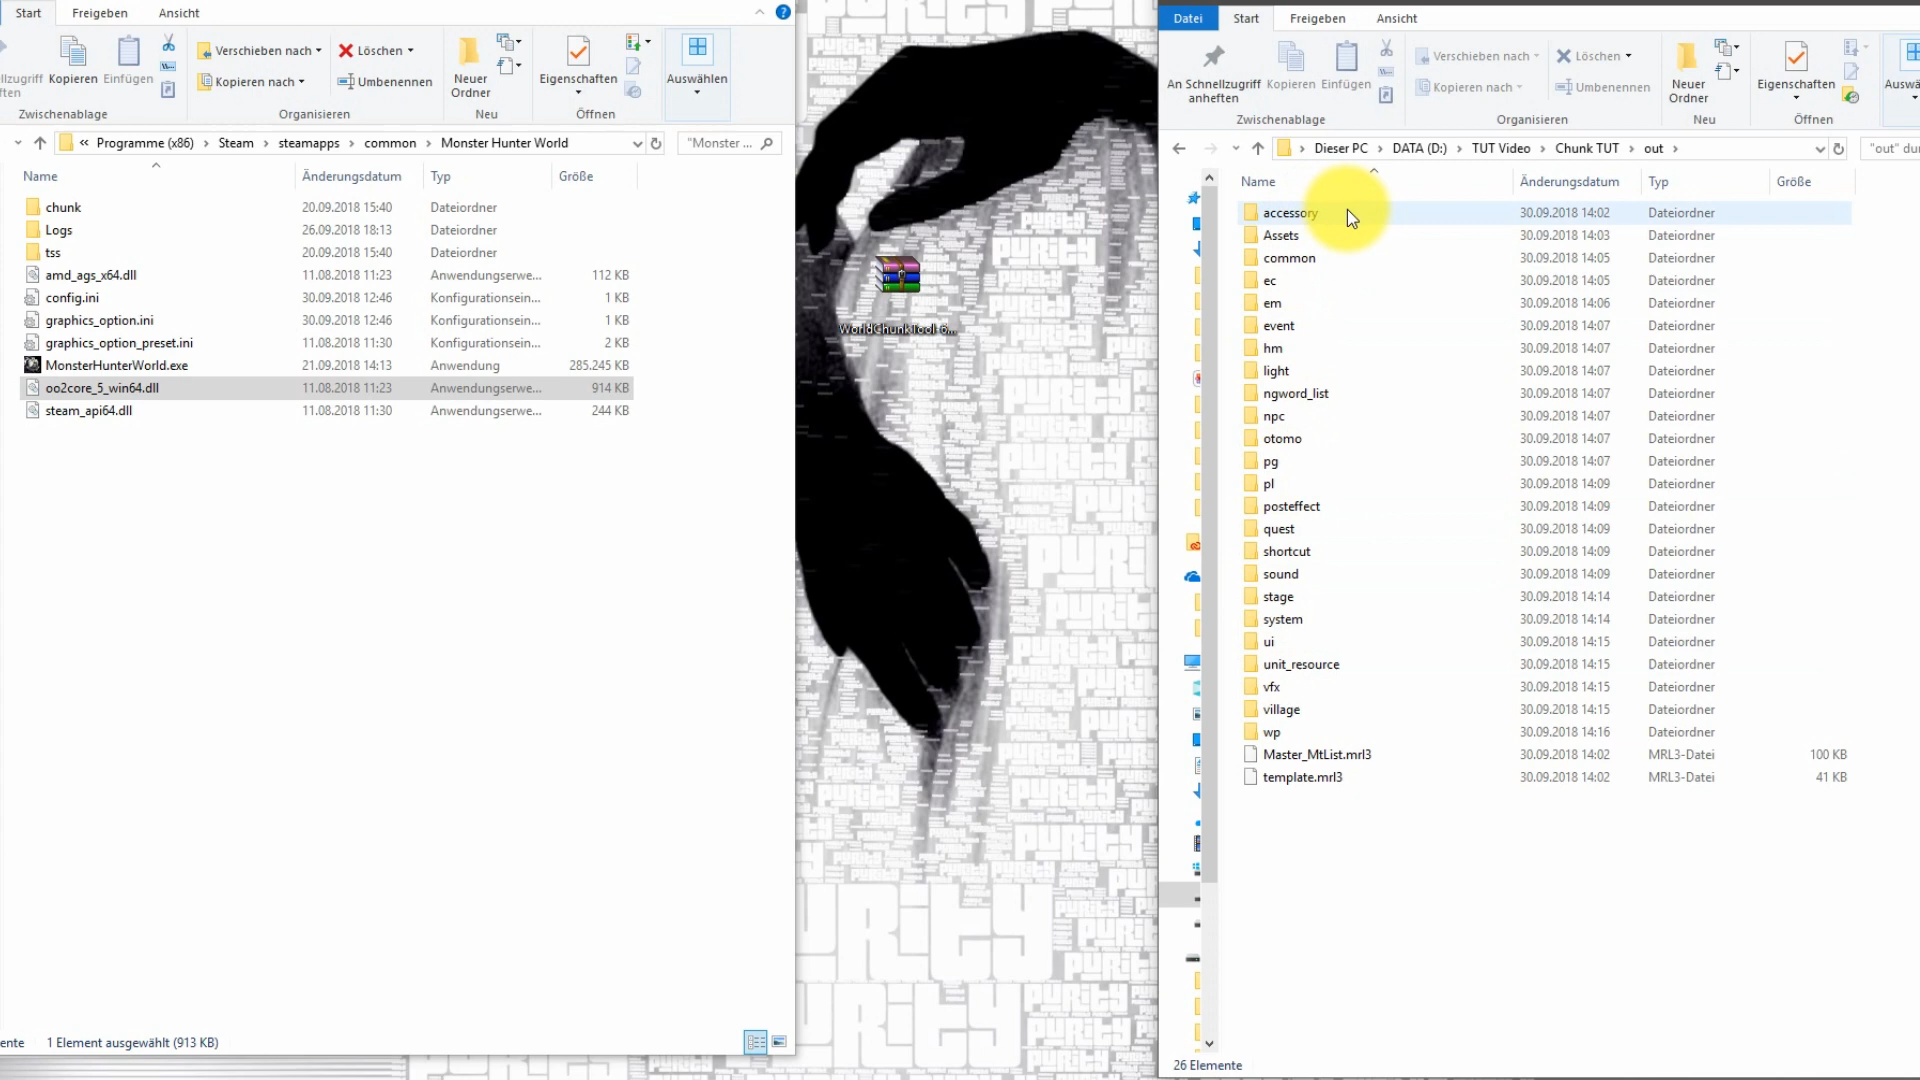 Start Freigeben Ansicht
Kopieren Einfügen
Verschieben nach
Kopieren nach
Löschen
Umbenennen
Neuer Ordner
Eigenschaften
Auswählen
Zwischenablage Organisieren Neu Öffnen
« Programme (x86) › Steam › steamapps › common › Monster Hunter World
"Monster ...
Name Änderungsdatum Typ Größe
chunk 20.09.2018 15:40 Dateiordner
Logs 26.09.2018 18:13 Dateiordner
tss 20.09.2018 15:40 Dateiordner
amd_ags_x64.dll 11.08.2018 11:23 Anwendungserwe... 112 KB
config.ini 30.09.2018 12:46 Konfigurationsein... 1 KB
graphics_option.ini 30.09.2018 12:46 Konfigurationsein... 1 KB
graphics_option_preset.ini 11.08.2018 11:30 Konfigurationsein... 2 KB
MonsterHunterWorld.exe 21.09.2018 14:13 Anwendung 285.245 KB
oo2core_5_win64.dll 11.08.2018 11:23 Anwendungserwe... 914 KB
steam_api64.dll 11.08.2018 11:30 Anwendungserwe... 244 KB
ente 1 Element ausgewählt (913 KB)
WorldChunkTool-6...
PURITY
Datei Start Freigeben Ansicht
An Schnellzugriff anheften
Kopieren Einfügen
Verschieben nach
Kopieren nach
Löschen
Umbenennen
Neuer Ordner
Eigenschaften
Auswä
Zwischenablage Organisieren Neu Öffnen
› Dieser PC › DATA (D:) › TUT Video › Chunk TUT › out ›
"out" du
Name Änderungsdatum Typ Größe
accessory 30.09.2018 14:02 Dateiordner
Assets 30.09.2018 14:03 Dateiordner
common 30.09.2018 14:05 Dateiordner
ec 30.09.2018 14:05 Dateiordner
em 30.09.2018 14:06 Dateiordner
event 30.09.2018 14:07 Dateiordner
hm 30.09.2018 14:07 Dateiordner
light 30.09.2018 14:07 Dateiordner
ngword_list 30.09.2018 14:07 Dateiordner
npc 30.09.2018 14:07 Dateiordner
otomo 30.09.2018 14:07 Dateiordner
pg 30.09.2018 14:07 Dateiordner
pl 30.09.2018 14:09 Dateiordner
posteffect 30.09.2018 14:09 Dateiordner
quest 30.09.2018 14:09 Dateiordner
shortcut 30.09.2018 14:09 Dateiordner
sound 30.09.2018 14:09 Dateiordner
stage 30.09.2018 14:14 Dateiordner
system 30.09.2018 14:14 Dateiordner
ui 30.09.2018 14:15 Dateiordner
unit_resource 30.09.2018 14:15 Dateiordner
vfx 30.09.2018 14:15 Dateiordner
village 30.09.2018 14:15 Dateiordner
wp 30.09.2018 14:16 Dateiordner
Master_MtList.mrl3 30.09.2018 14:02 MRL3-Datei 100 KB
template.mrl3 30.09.2018 14:02 MRL3-Datei 41 KB
26 Elemente